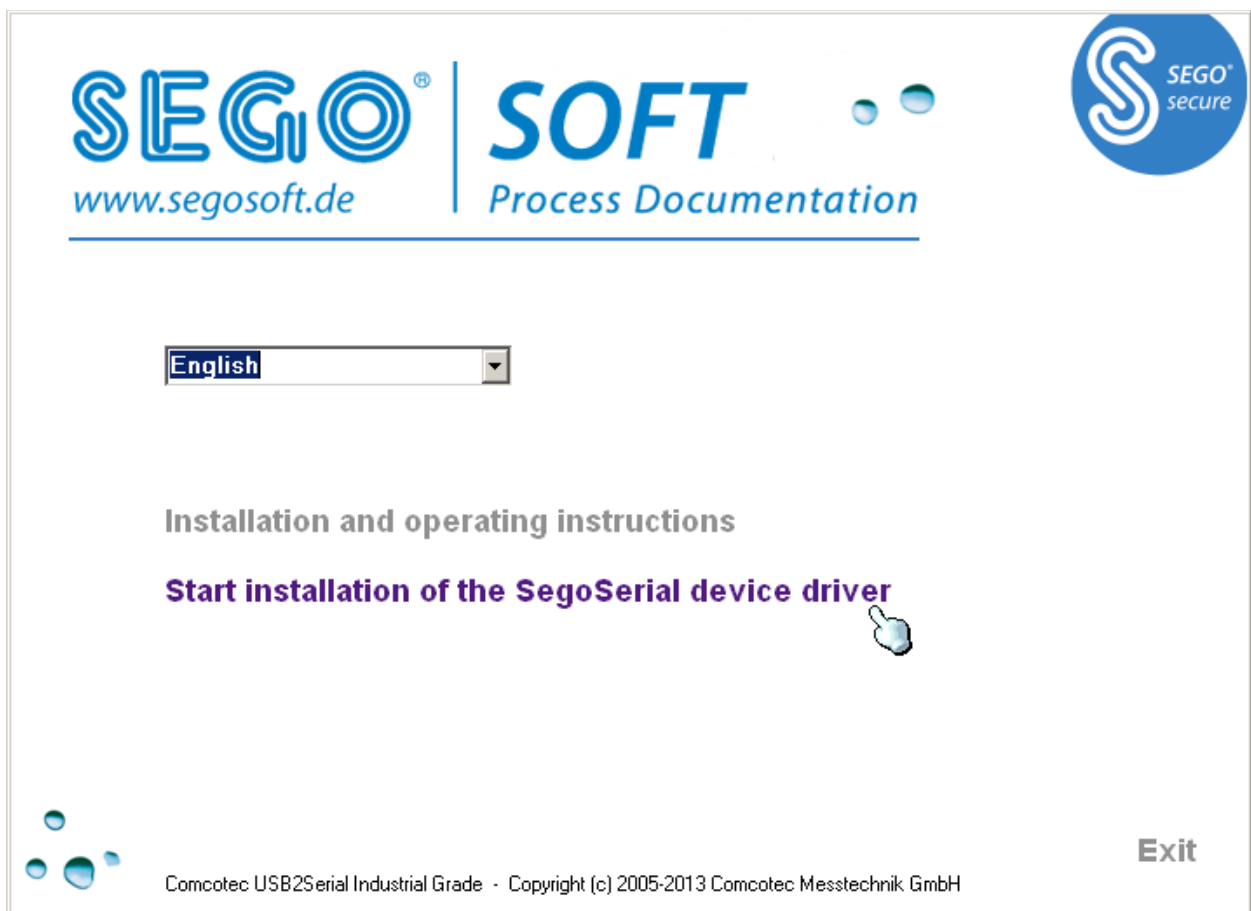 SEGO® | SOFT
www.segosoft.de
Process Documentation
SEGO®
secure
English
Installation and operating instructions
Start installation of the SegoSerial device driver
Exit
Comcotec USB2Serial Industrial Grade - Copyright (c) 2005-2013 Comcotec Messtechnik GmbH